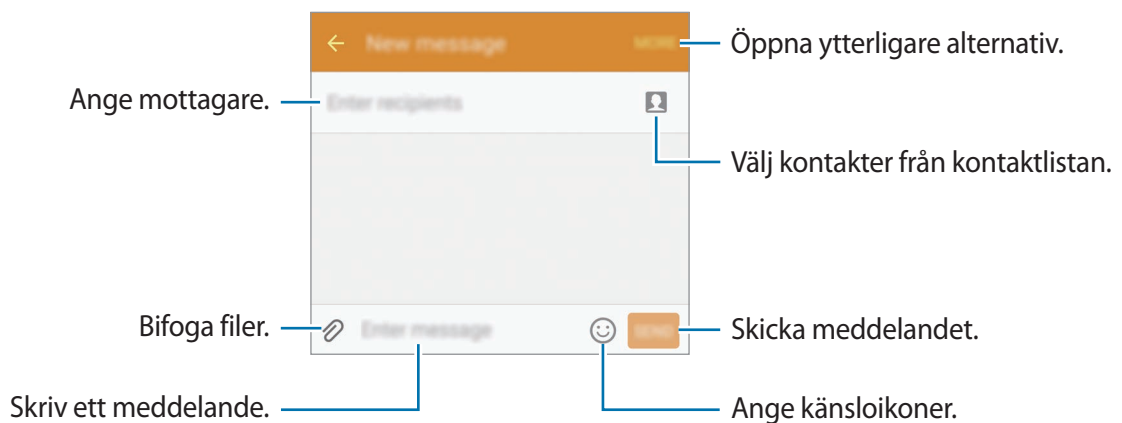 New message
MORE
Öppna ytterligare alternativ.
Ange mottagare.
Enter recipients
Välj kontakter från kontaktlistan.
Bifoga filer.
Enter message
SEND
Skicka meddelandet.
Skriv ett meddelande.
Ange känsloikoner.